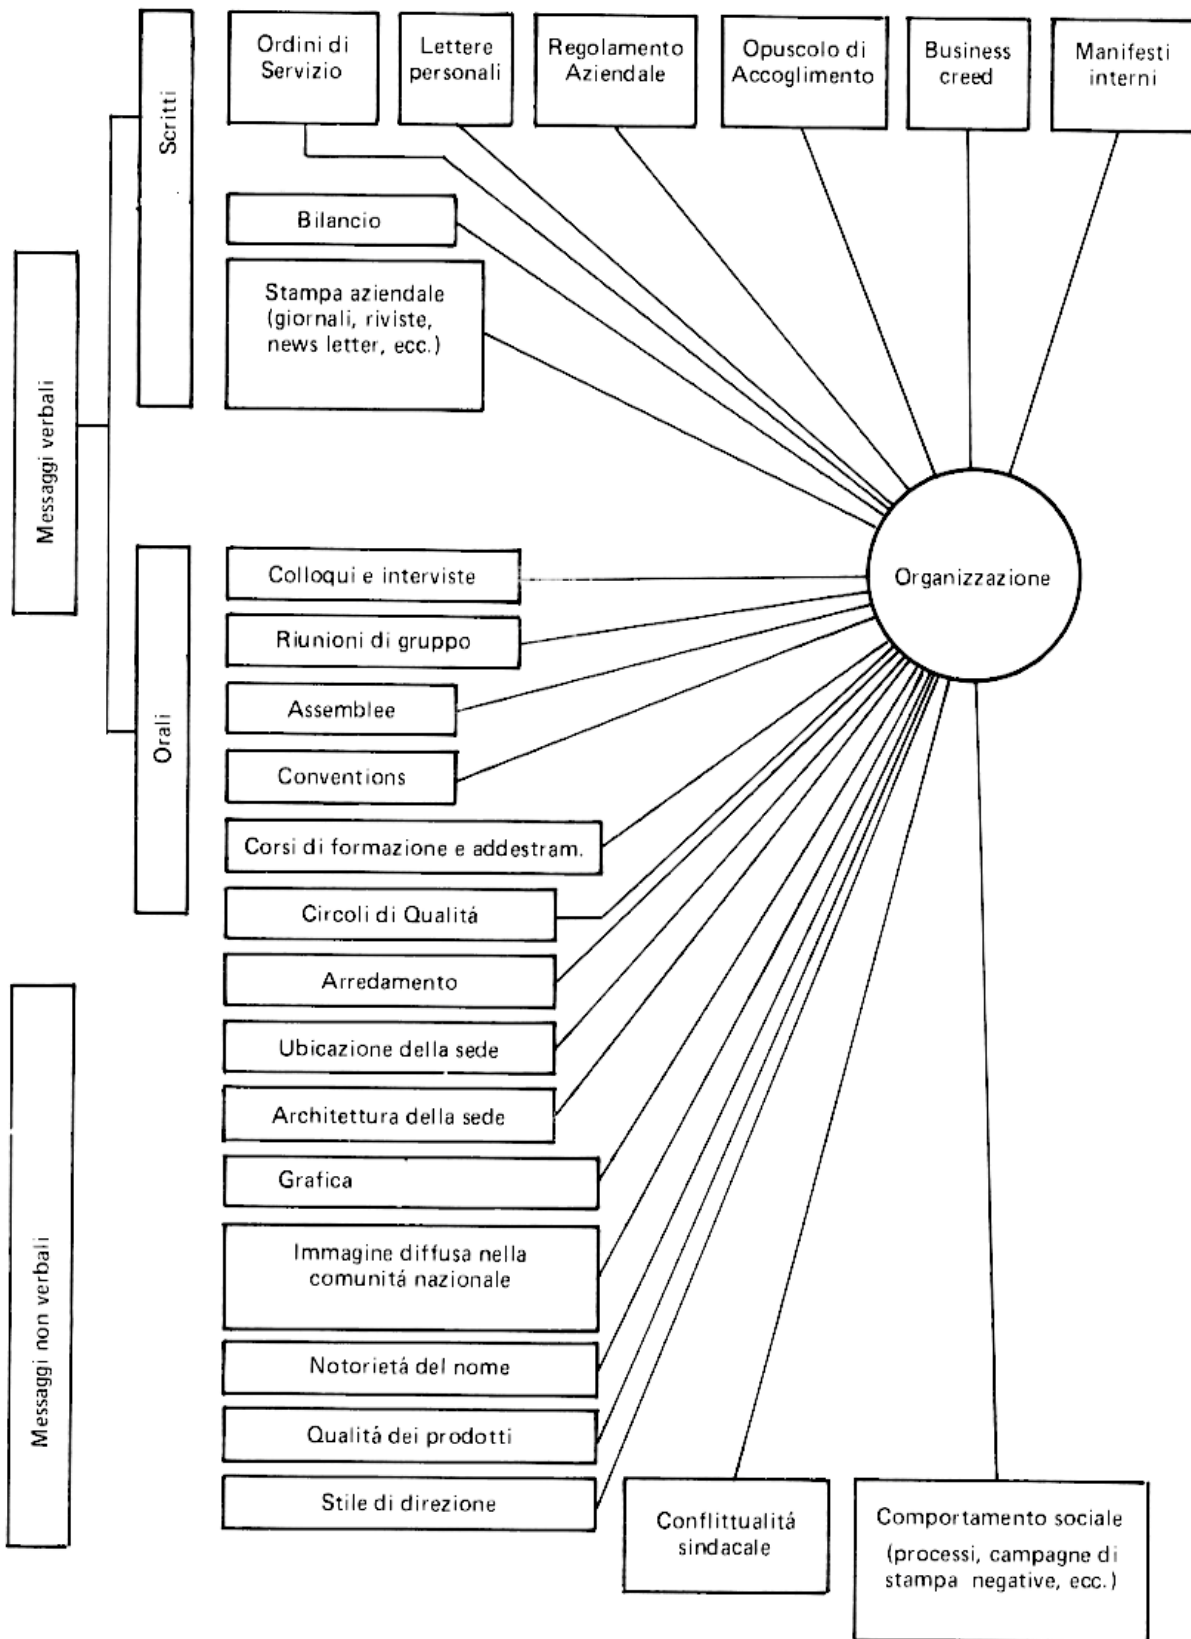 Ordini di
Servizio
Lettere
personali
Regolamento
Aziendale
Opuscolo di
Accoglimento
Business
creed
Manifesti
interni
Scritti
Bilancio
Stampa aziendale
(giornali, riviste,
news letter, ecc.)
Messaggi verbali
Organizzazione
Orali
Colloqui e interviste
Riunioni di gruppo
Assemblee
Conventions
Corsi di formazione e addestram.
Circoli di Qualitá
Messaggi non verbali
Arredamento
Ubicazione della sede
Architettura della sede
Grafica
Immagine diffusa nella
comunitá nazionale
Notorietá del nome
Qualitá dei prodotti
Stile di direzione
Conflittualitá
sindacale
Comportamento sociale
(processi, campagne di
stampa negative, ecc.)